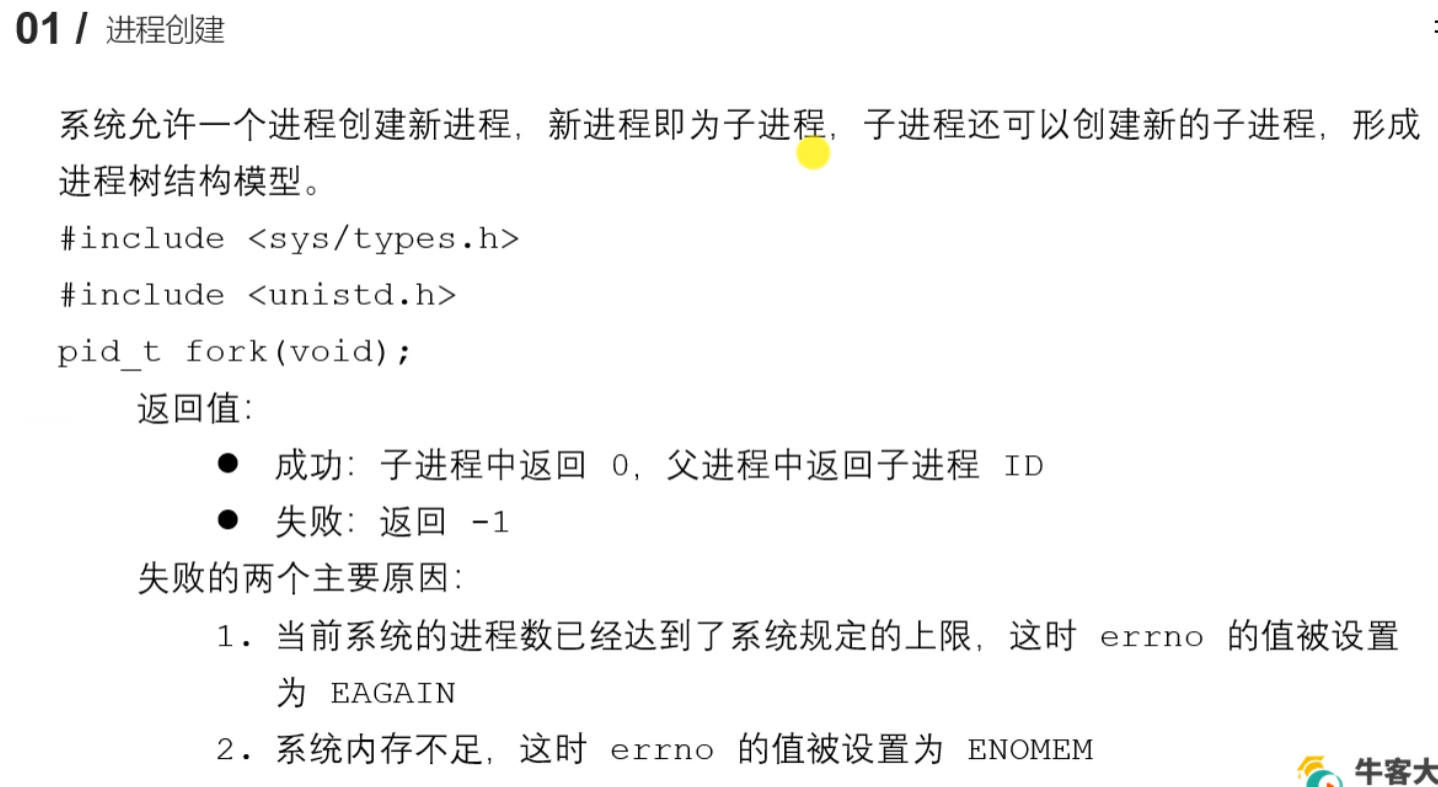 01 / 进程创建
系统允许一个进程创建新进程，新进程即为子进程，子进程还可以创建新的子进程，形成
进程树结构模型。
#include <sys/types.h>
#include <unistd.h>
pid_t fork(void);
返回值：
● 成功：子进程中返回 0，父进程中返回子进程 ID
● 失败：返回 -1
失败的两个主要原因：
1. 当前系统的进程数已经达到了系统规定的上限，这时 errno 的值被设置
为 EAGAIN
2. 系统内存不足，这时 errno 的值被设置为 ENOMEM
牛客大